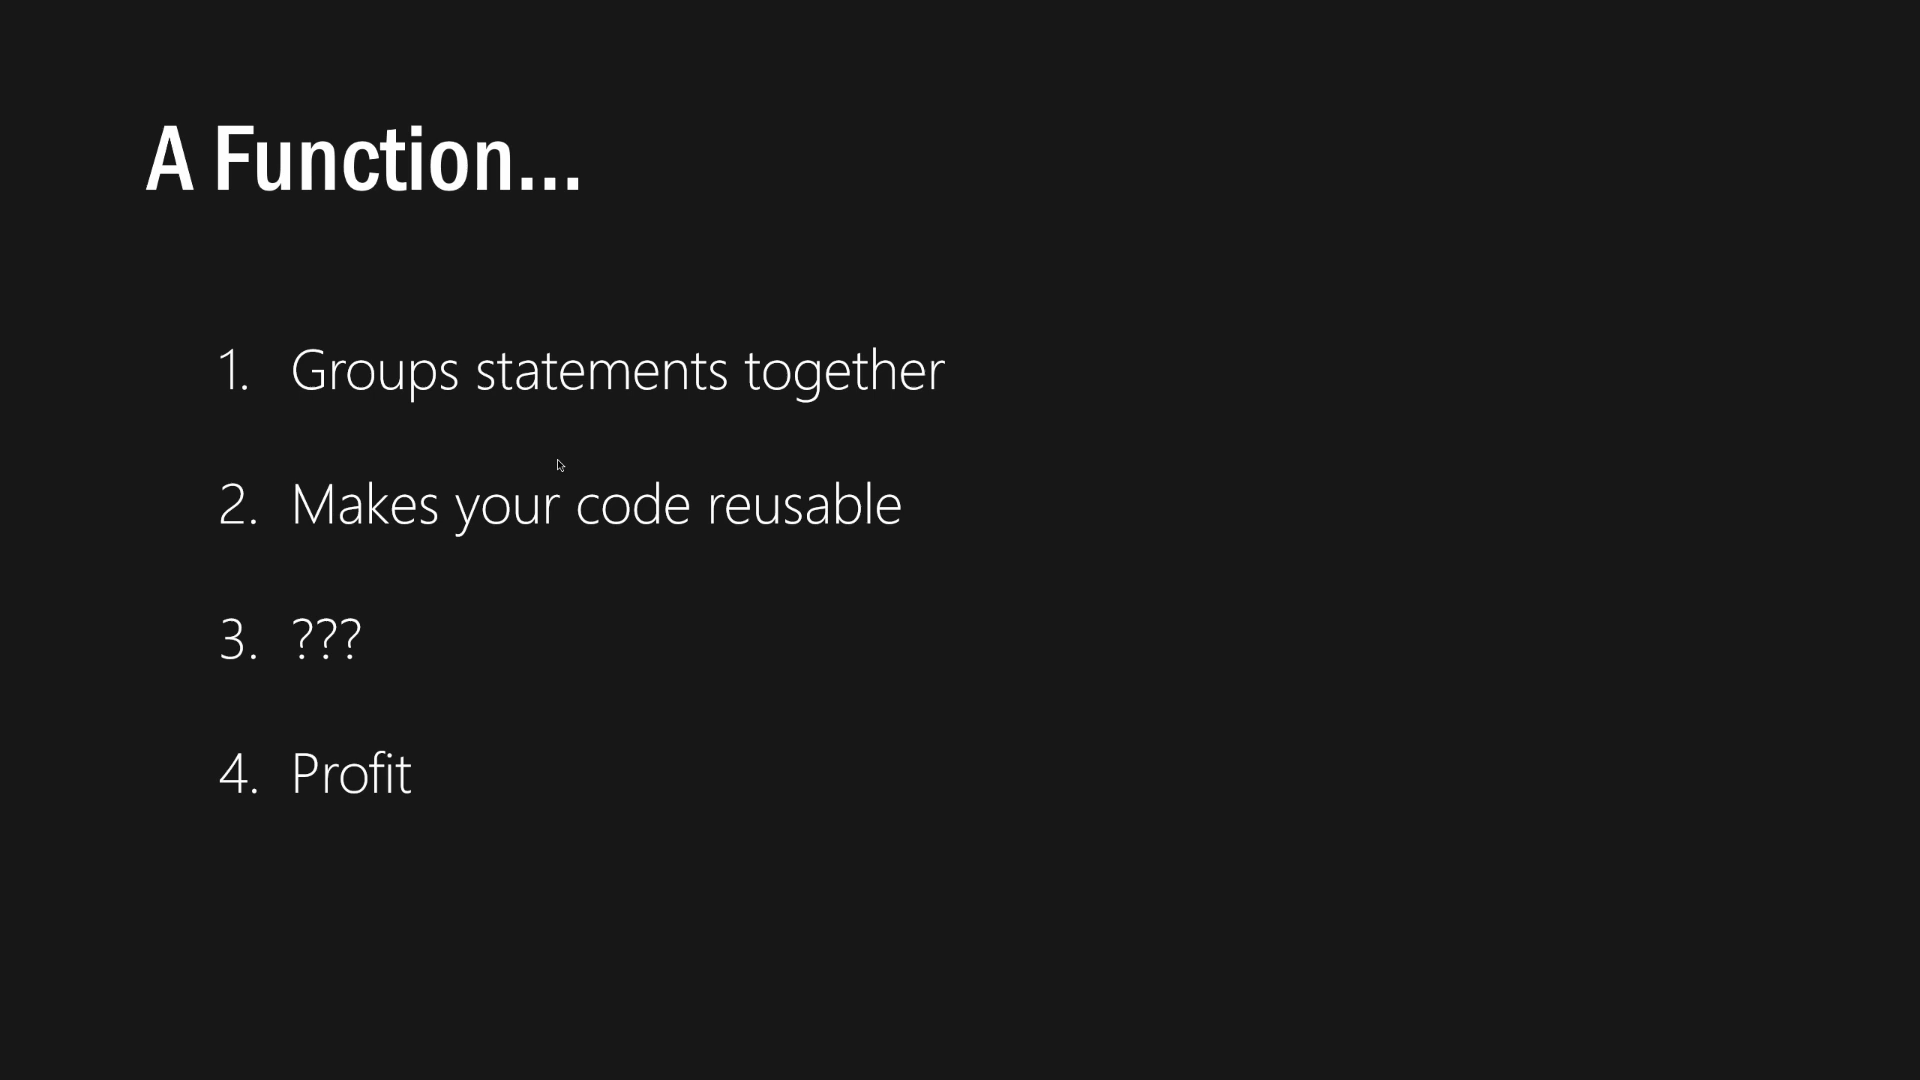 A Function...
1. Groups statements together
2. Makes your code reusable
3. ???
4. Profit